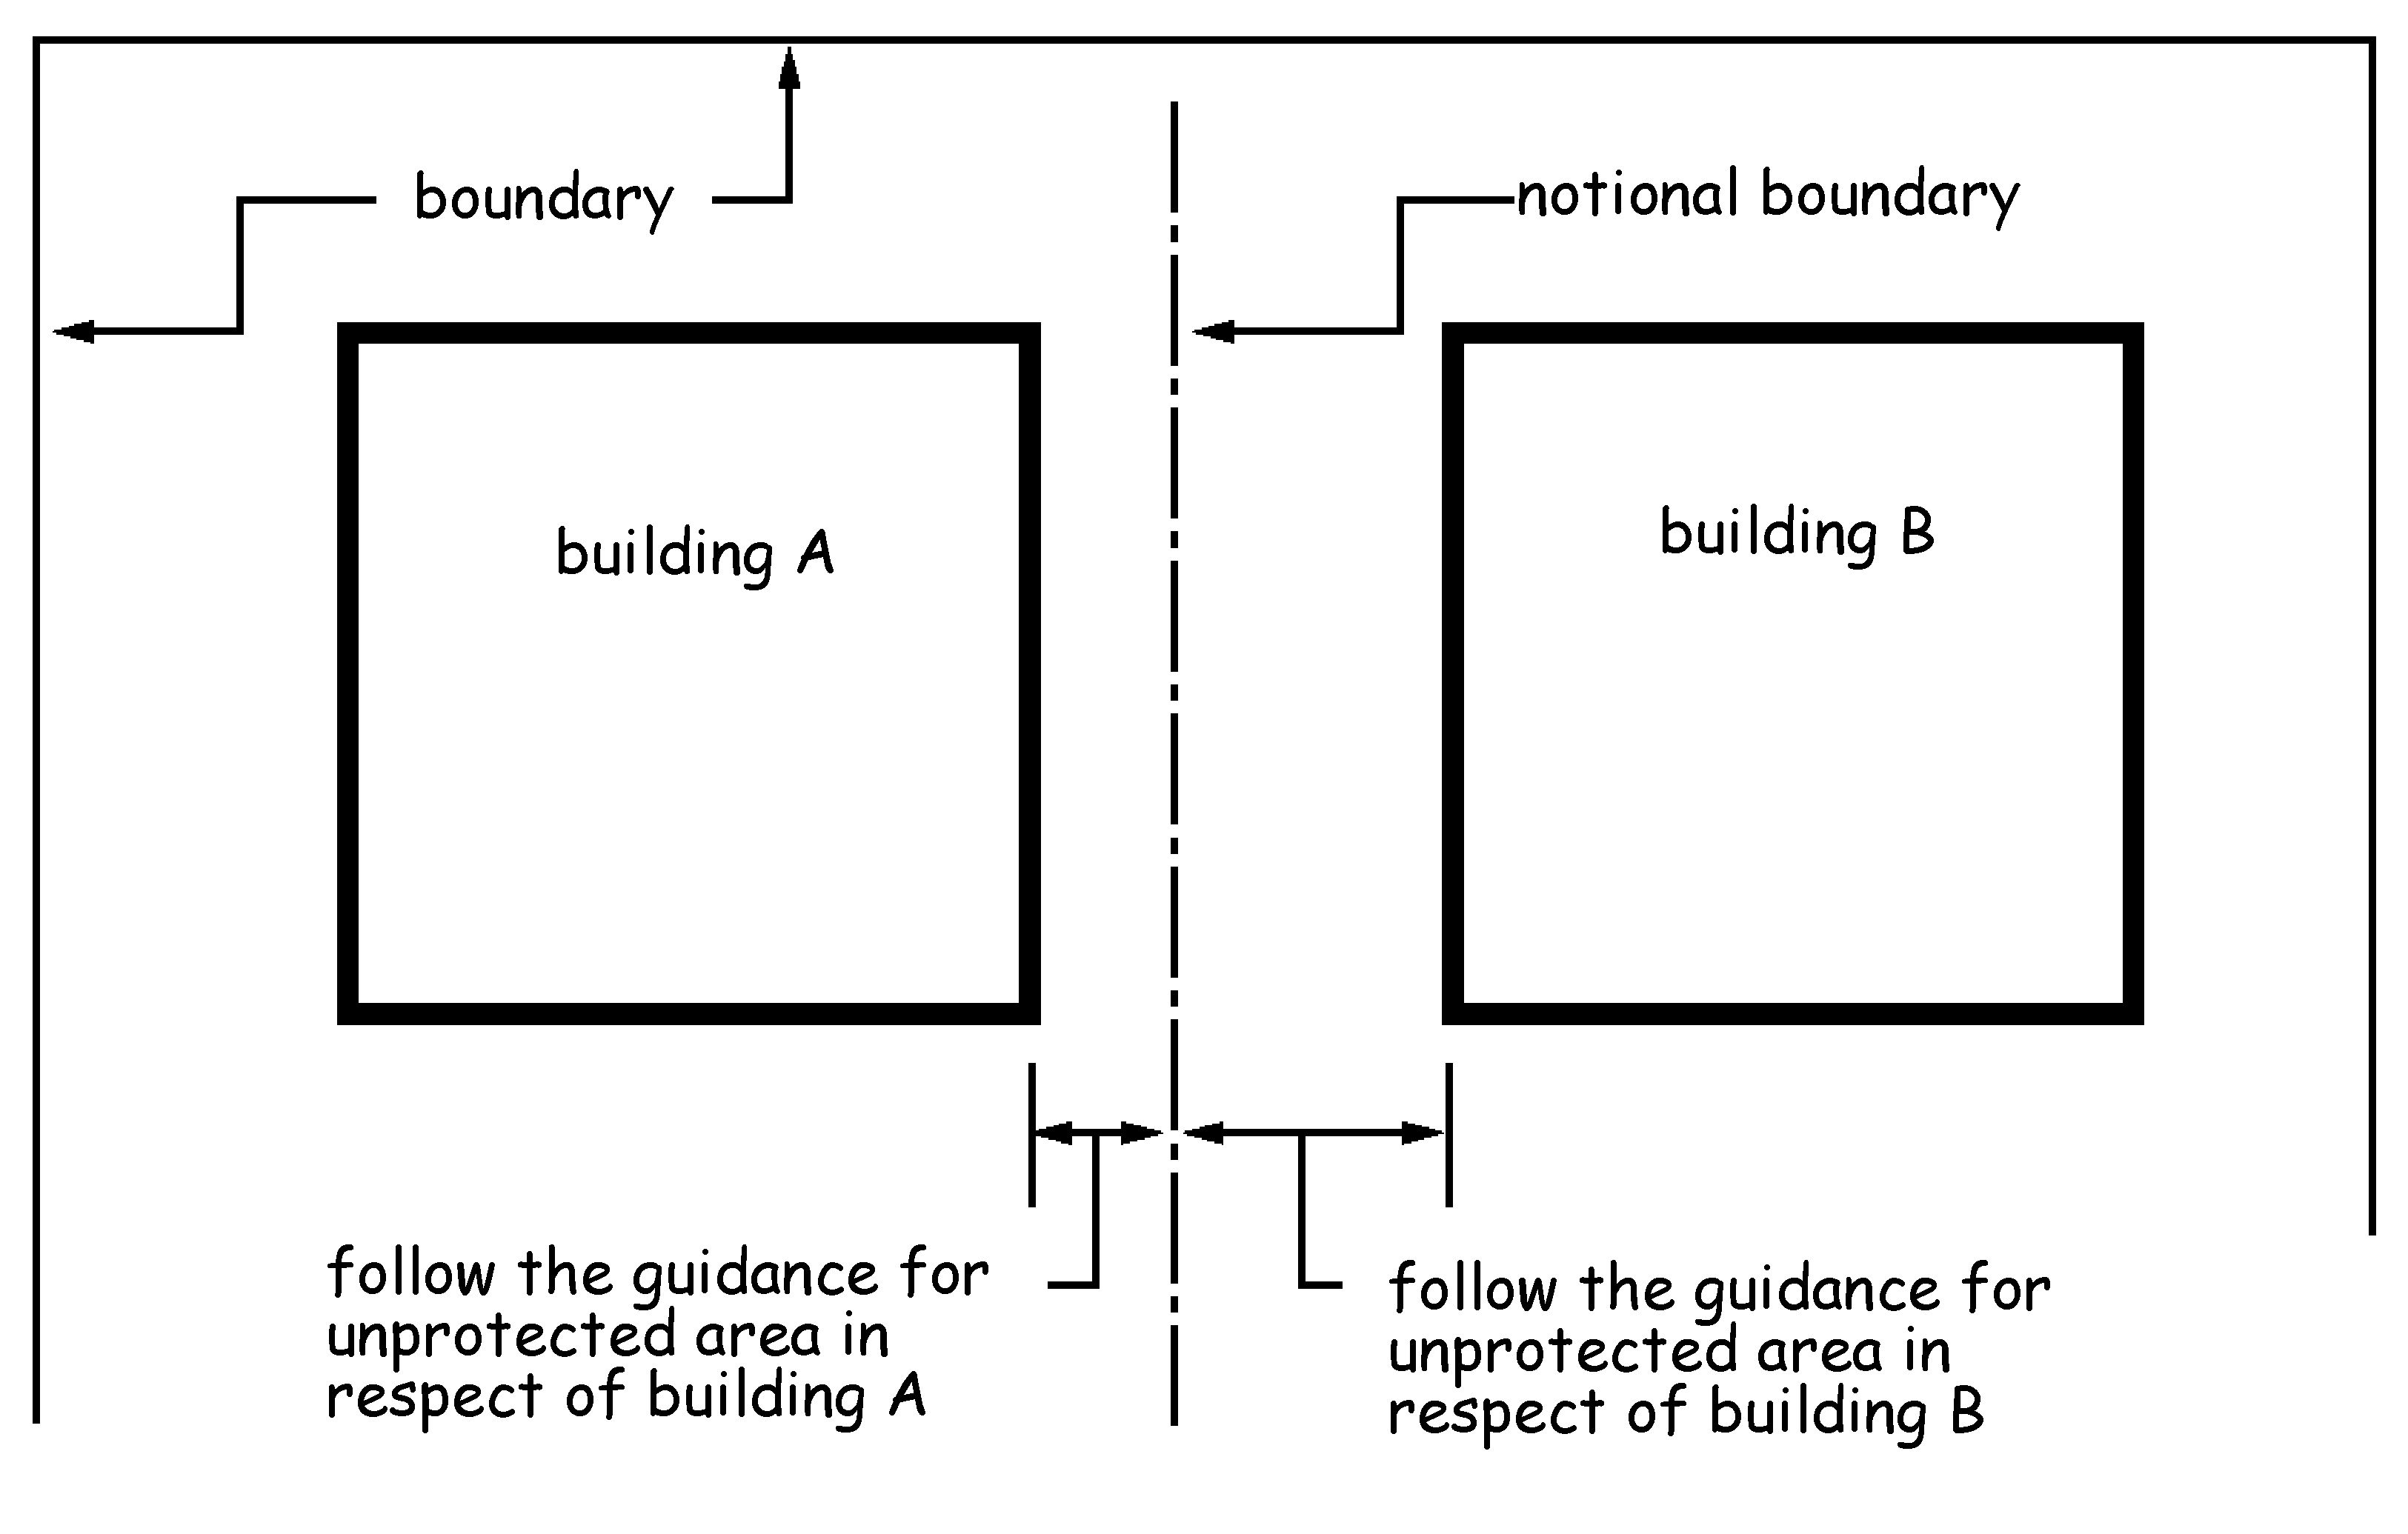 boundary
notional boundary
building A
building B
follow the guidance for
unprotected area in
respect of building A
follow the guidance for
unprotected area in
respect of building B